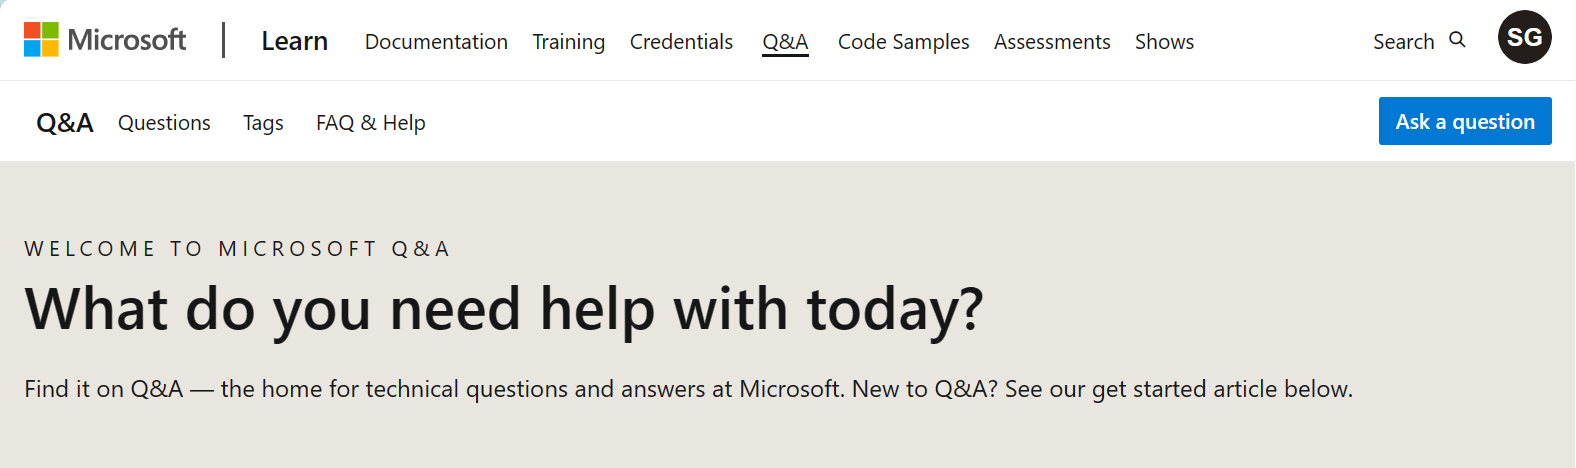 Microsoft | Learn Documentation Training Credentials Q&A Code Samples Assessments Shows Search SG
Q&A Questions Tags FAQ & Help Ask a question
WELCOME TO MICROSOFT Q&A
What do you need help with today?
Find it on Q&A — the home for technical questions and answers at Microsoft. New to Q&A? See our get started article below.